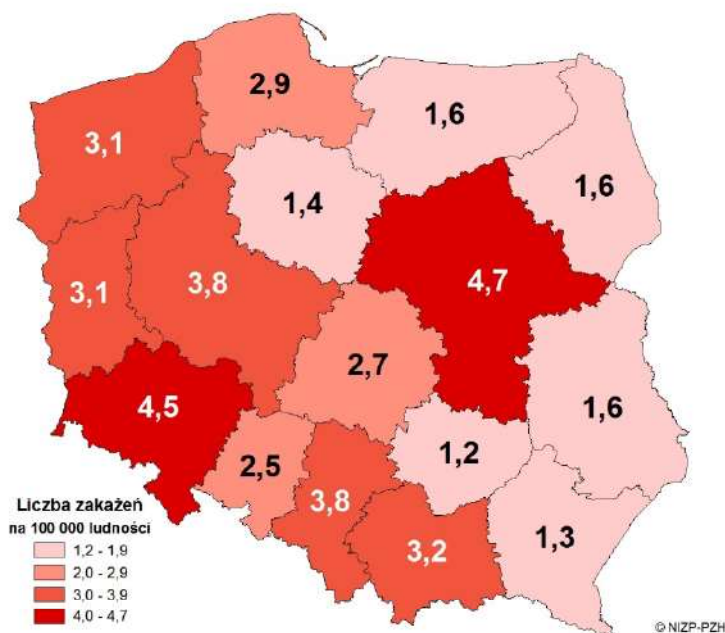 2,9
1,6
3,1
1,6
1,4
3,8
4,7
3,1
2,7
4,5
1,6
1,2
2,5
3,8
3,2
1,3
Liczba zakażeń
na 100 000 ludności
1,2 - 1,9
2,0 - 2,9
3,0 - 3,9
4,0 - 4,7
© NIZP-PZH